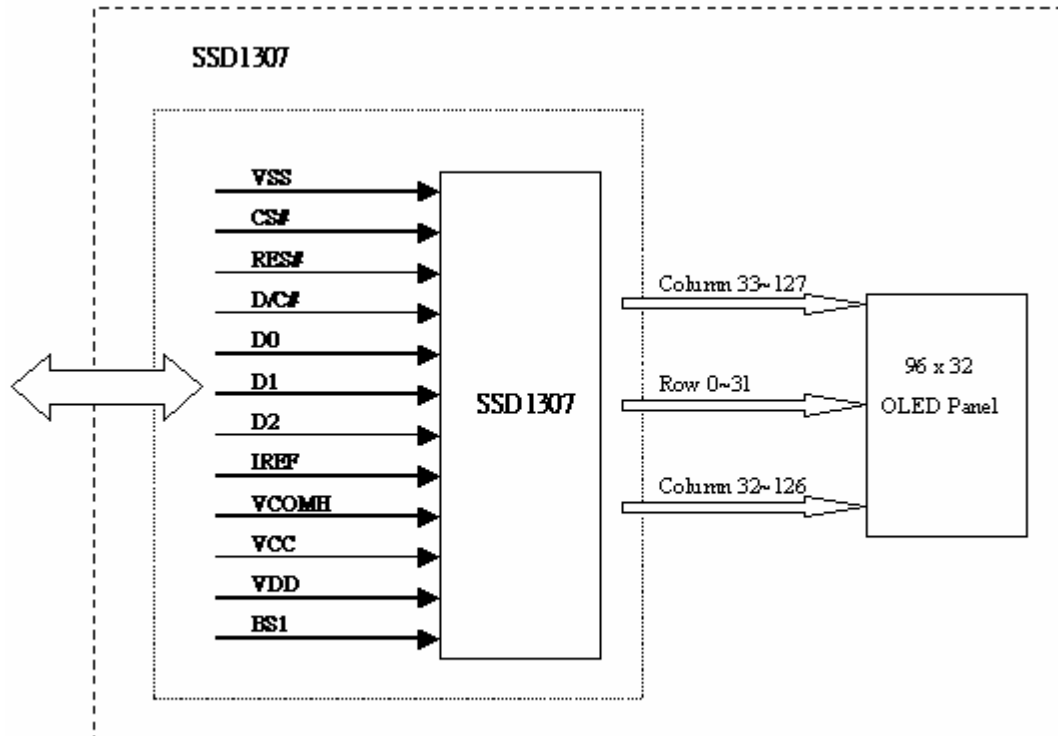 SSD1307
VSS
CS#
RES#
D/C#
D0
D1
D2
IREF
VCOMH
VCC
VDD
BS1
SSD1307
Column 33~127
Row 0~31
Column 32~126
96 x 32
OLED Panel